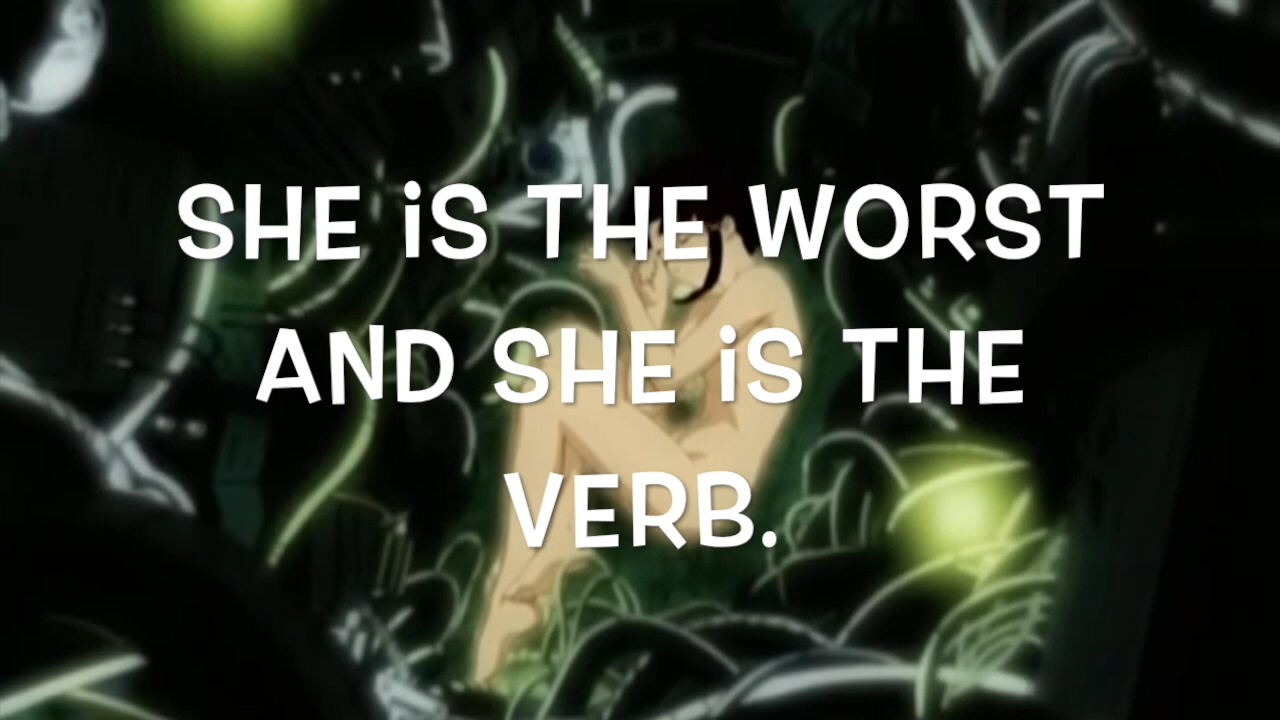 SHE iS THE WORST
AND SHE iS THE
VERB.